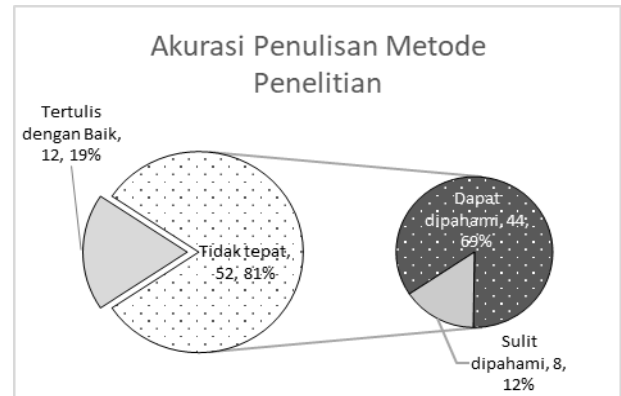 Akurasi Penulisan Metode
Penelitian
Tertulis
dengan Baik,
12, 19%
Tidak tepat,
52, 81%
Dapat
dipahami, 44,
69%
Sulit
dipahami, 8,
12%